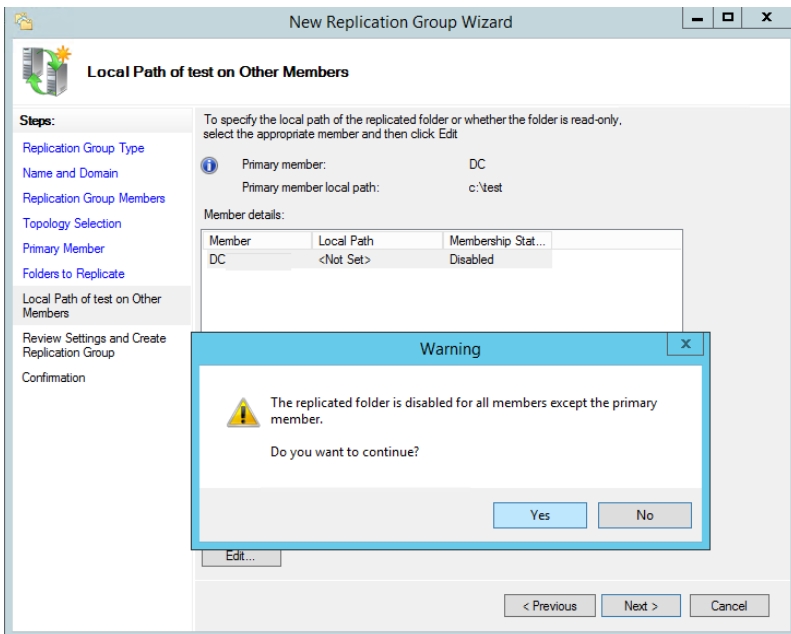 New Replication Group Wizard
Local Path of test on Other Members
Steps:
Replication Group Type
Name and Domain
Replication Group Members
Topology Selection
Primary Member
Folders to Replicate
Local Path of test on Other
Members
Review Settings and Create
Replication Group
Confirmation
To specify the local path of the replicated folder or whether the folder is read-only,
select the appropriate member and then click Edit
Primary member: DC
Primary member local path: c:\test
Member details:
Member Local Path Membership Stat...
DC <Not Set> Disabled
Warning
The replicated folder is disabled for all members except the primary
member.
Do you want to continue?
Yes No
Edit...
< Previous Next > Cancel